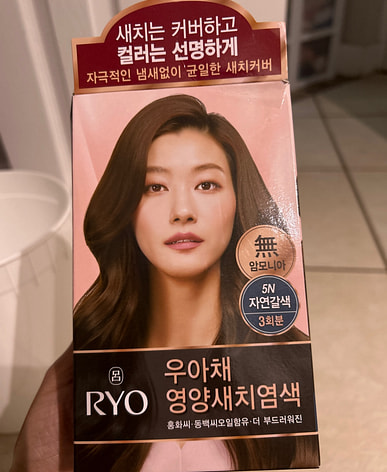 새치는 커버하고
컬러는 선명하게
자극적인 냄새없이 균일한 새치커버
無
암모니아
5N
자연갈색
3회분
呂
RYO
우아채
영양새치염색
홍화씨·동백씨오일함유·더 부드러워진